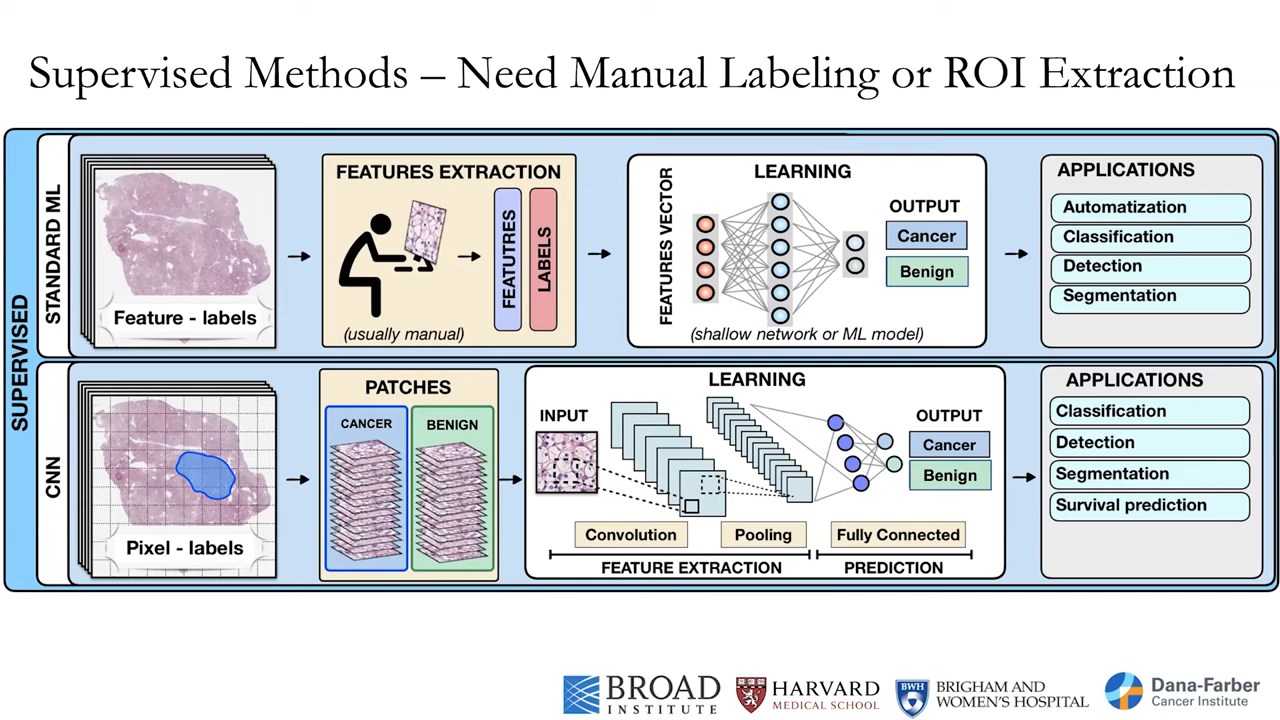 Supervised Methods – Need Manual Labeling or ROI Extraction
SUPERVISED
STANDARD ML
Feature - labels
FEATURES EXTRACTION
FEATUTRES
LABELS
(usually manual)
FEATURES VECTOR
LEARNING
OUTPUT
Cancer
Benign
(shallow network or ML model)
APPLICATIONS
Automatization
Classification
Detection
Segmentation
CNN
Pixel - labels
PATCHES
CANCER
BENIGN
LEARNING
INPUT
OUTPUT
Cancer
Benign
Convolution
Pooling
Fully Connected
FEATURE EXTRACTION
PREDICTION
APPLICATIONS
Classification
Detection
Segmentation
Survival prediction
BROAD
INSTITUTE
HARVARD
MEDICAL SCHOOL
BWH
BRIGHAM AND
WOMEN'S HOSPITAL
Dana-Farber
Cancer Institute